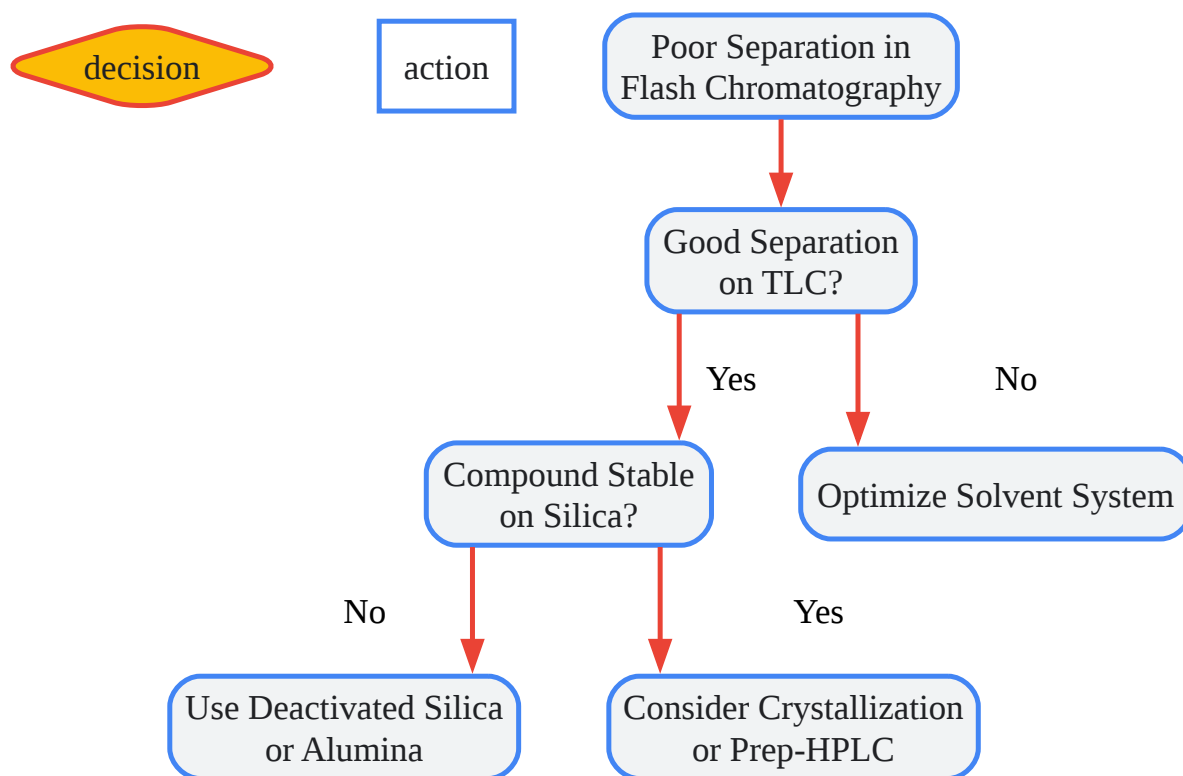 decision
action
Poor Separation in
Flash Chromatography
Good Separation
on TLC?
Yes
No
Compound Stable
on Silica?
Optimize Solvent System
No
Yes
Use Deactivated Silica
or Alumina
Consider Crystallization
or Prep-HPLC